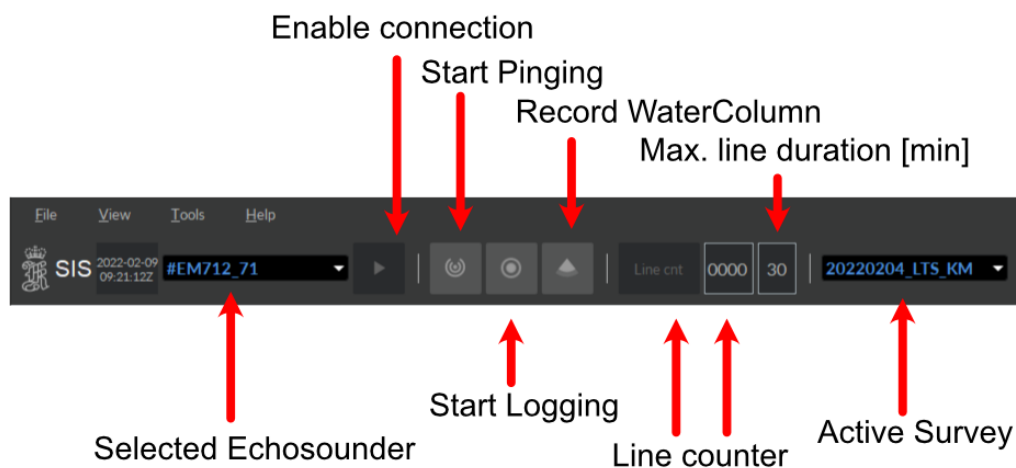 Enable connection
Start Pinging
Record WaterColumn
Max. line duration [min]
File View Tools Help
SIS 2022-02-09 09:21:12Z #EM712_71 Line cnt 0000 30 20220204_LTS_KM
Start Logging
Selected Echosounder
Line counter
Active Survey